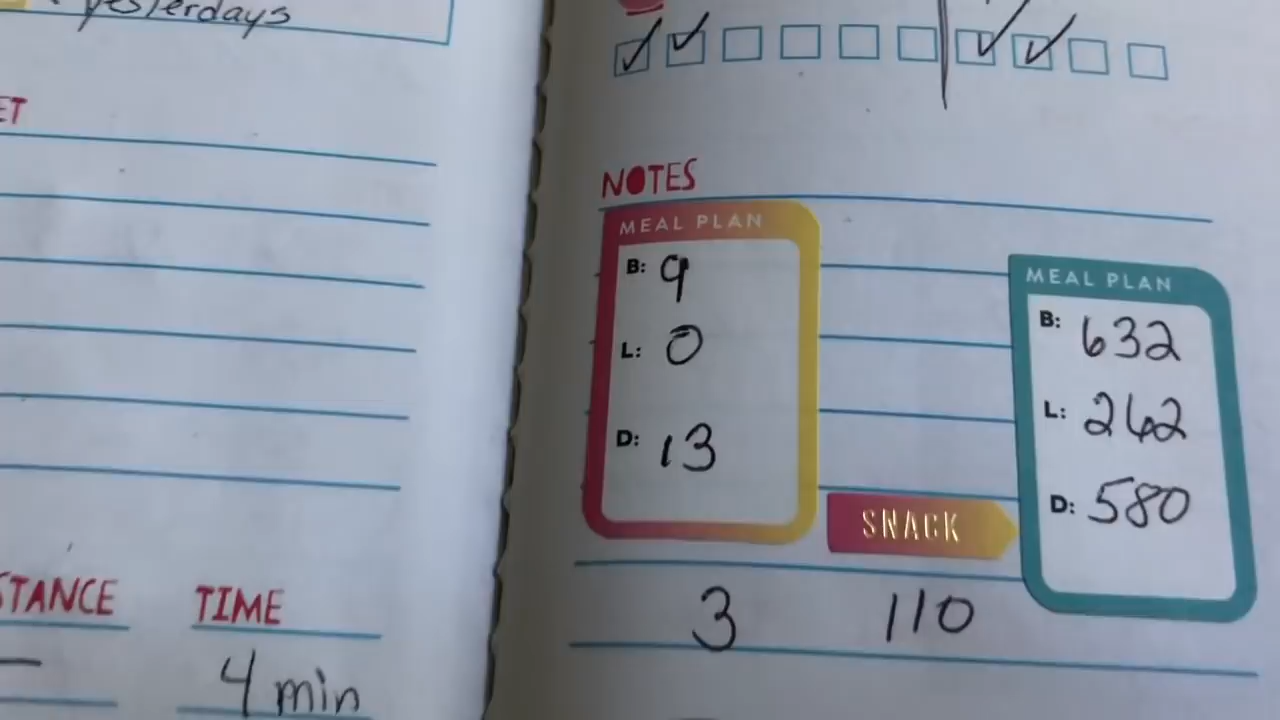 yesterdays
ET
STANCE
TIME
4 min
NOTES
MEAL PLAN
B: 9
L: 0
D: 13
MEAL PLAN
B: 632
L: 262
D: 580
SNACK
3
110